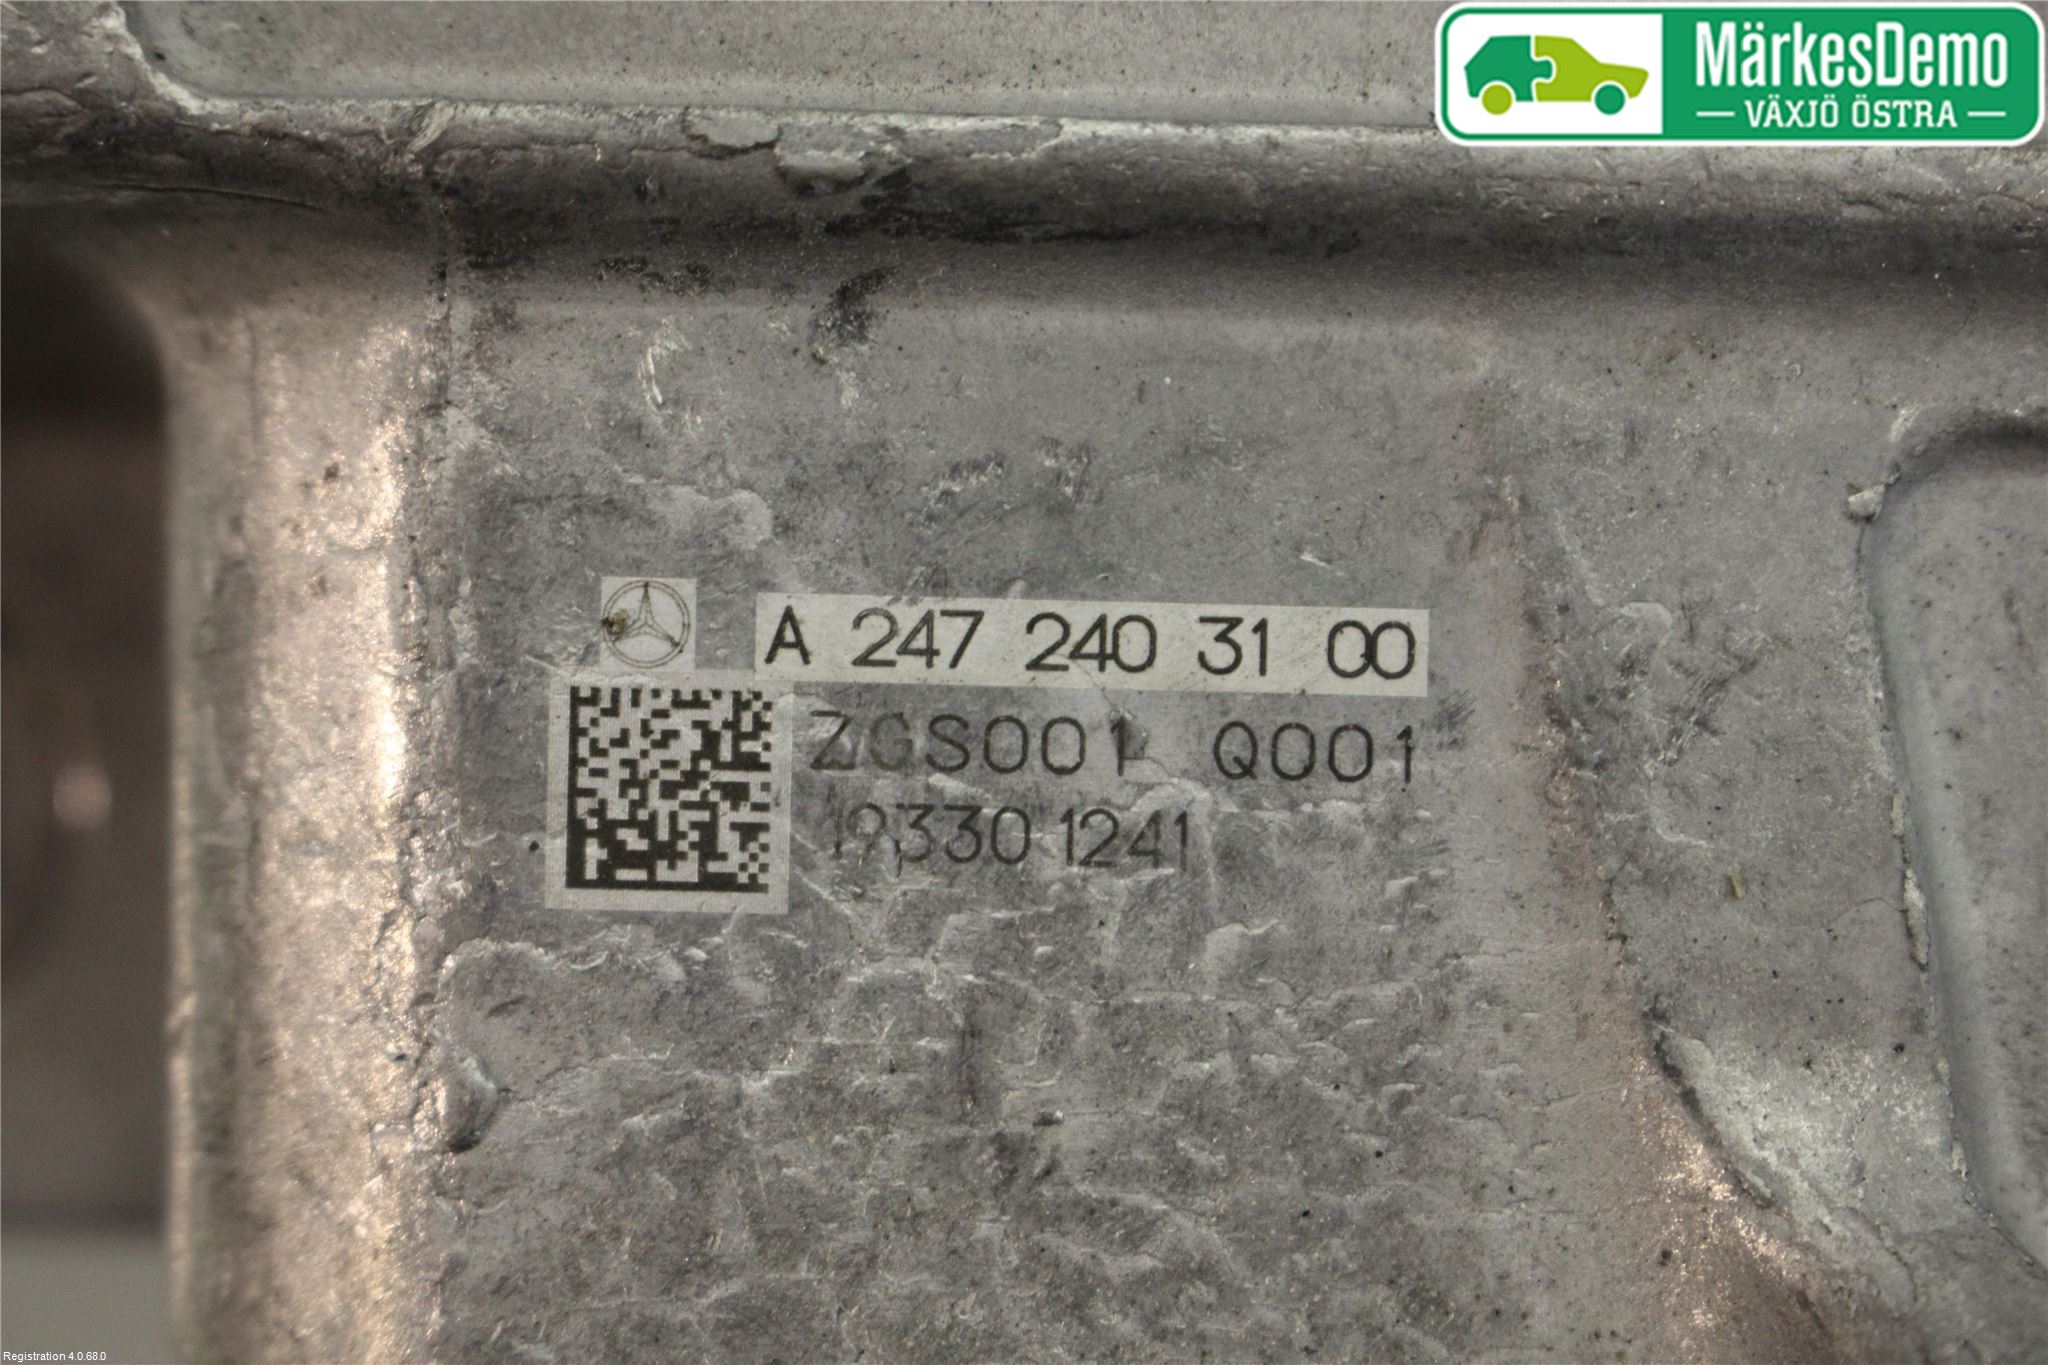 MärkesDemo
VÄXJÖ ÖSTRA
A 247 240 31 00
ZGS001 Q001
19330 1241
Registration 4.0.68.0